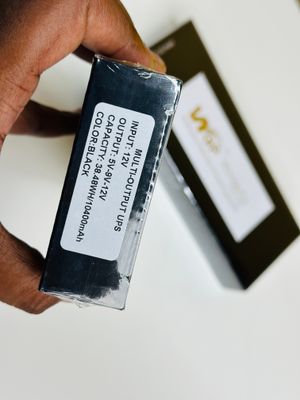 MULTI-OUTPUT UPS
INPUT: 12V
OUTPUT: 5V-9V-12V
CAPACITY: 38.48WH/10400mAh
COLOR:BLACK